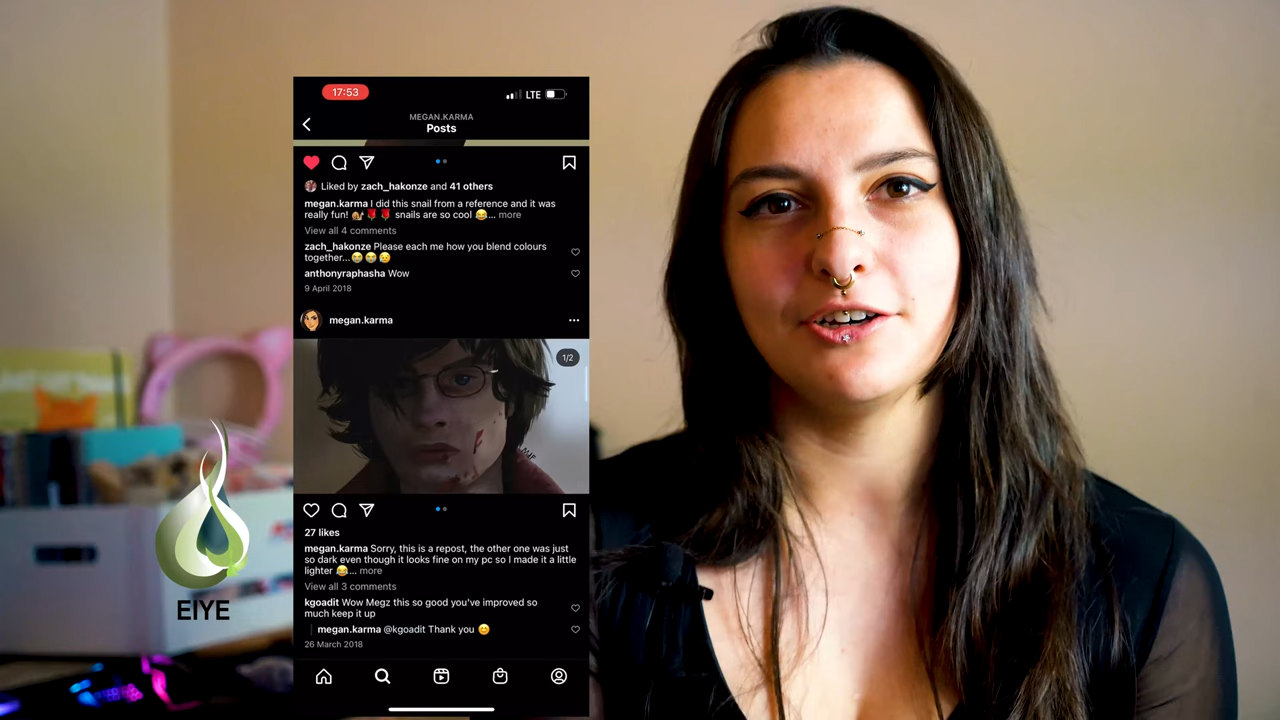 17:53
LTE
MEGAN.KARMA
Posts
Liked by zach_hakonze and 41 others
megan.karma I did this snail from a reference and it was
really fun! 🐌🌹🌹 snails are so cool 😂... more
View all 4 comments
zach_hakonze Please each me how you blend colours
together...😭😭😥
anthonyraphasha Wow
9 April 2018
megan.karma
1/2
27 likes
megan.karma Sorry, this is a repost, the other one was just
so dark even though it looks fine on my pc so I made it a little
lighter 😂... more
View all 3 comments
kgoadit Wow Megz this so good you've improved so
much keep it up
megan.karma @kgoadit Thank you 😊
26 March 2018
EIYE